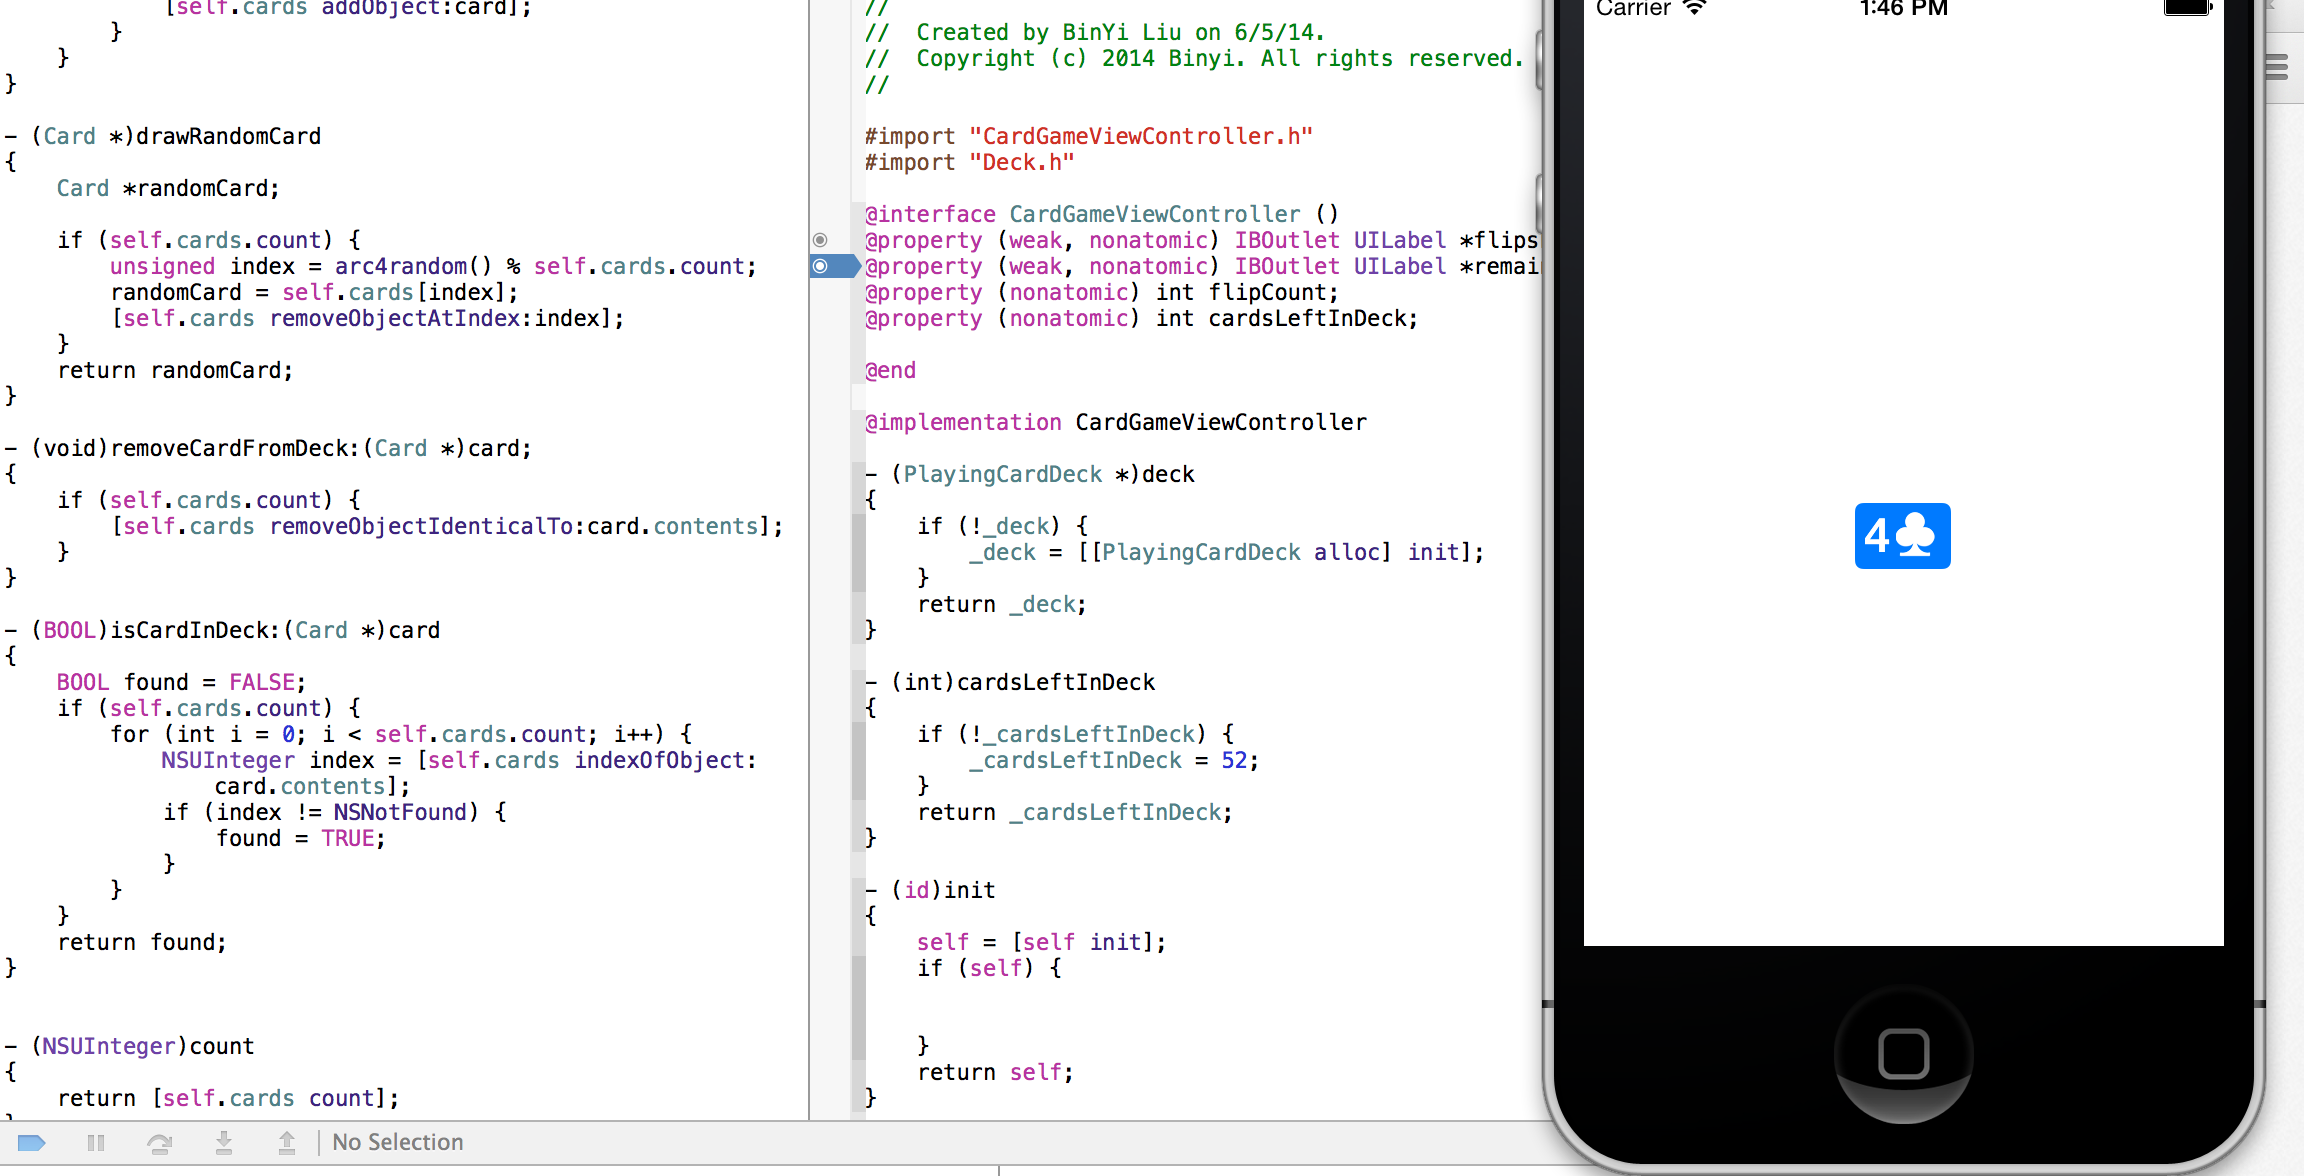 [self.cards addObject:card];
        }
    }
}

- (Card *)drawRandomCard
{
    Card *randomCard;

    if (self.cards.count) {
        unsigned index = arc4random() % self.cards.count;
        randomCard = self.cards[index];
        [self.cards removeObjectAtIndex:index];
    }
    return randomCard;
}

- (void)removeCardFromDeck:(Card *)card;
{
    if (self.cards.count) {
        [self.cards removeObjectIdenticalTo:card.contents];
    }
}

- (BOOL)isCardInDeck:(Card *)card
{
    BOOL found = FALSE;
    if (self.cards.count) {
        for (int i = 0; i < self.cards.count; i++) {
            NSUInteger index = [self.cards indexOfObject:
                card.contents];
            if (index != NSNotFound) {
                found = TRUE;
            }
        }
    }
    return found;
}

- (NSUInteger)count
{
    return [self.cards count];
No Selection
//
//  Created by BinYi Liu on 6/5/14.
//  Copyright (c) 2014 Binyi. All rights reserved.
//

#import "CardGameViewController.h"
#import "Deck.h"

@interface CardGameViewController ()
@property (weak, nonatomic) IBOutlet UILabel *flips
@property (weak, nonatomic) IBOutlet UILabel *remai
@property (nonatomic) int flipCount;
@property (nonatomic) int cardsLeftInDeck;

@end

@implementation CardGameViewController

- (PlayingCardDeck *)deck
{
    if (!_deck) {
        _deck = [[PlayingCardDeck alloc] init];
    }
    return _deck;
}

- (int)cardsLeftInDeck
{
    if (!_cardsLeftInDeck) {
        _cardsLeftInDeck = 52;
    }
    return _cardsLeftInDeck;
}

- (id)init
{
    self = [self init];
    if (self) {

    }
    return self;
}
Carrier 1:46 PM
4♣